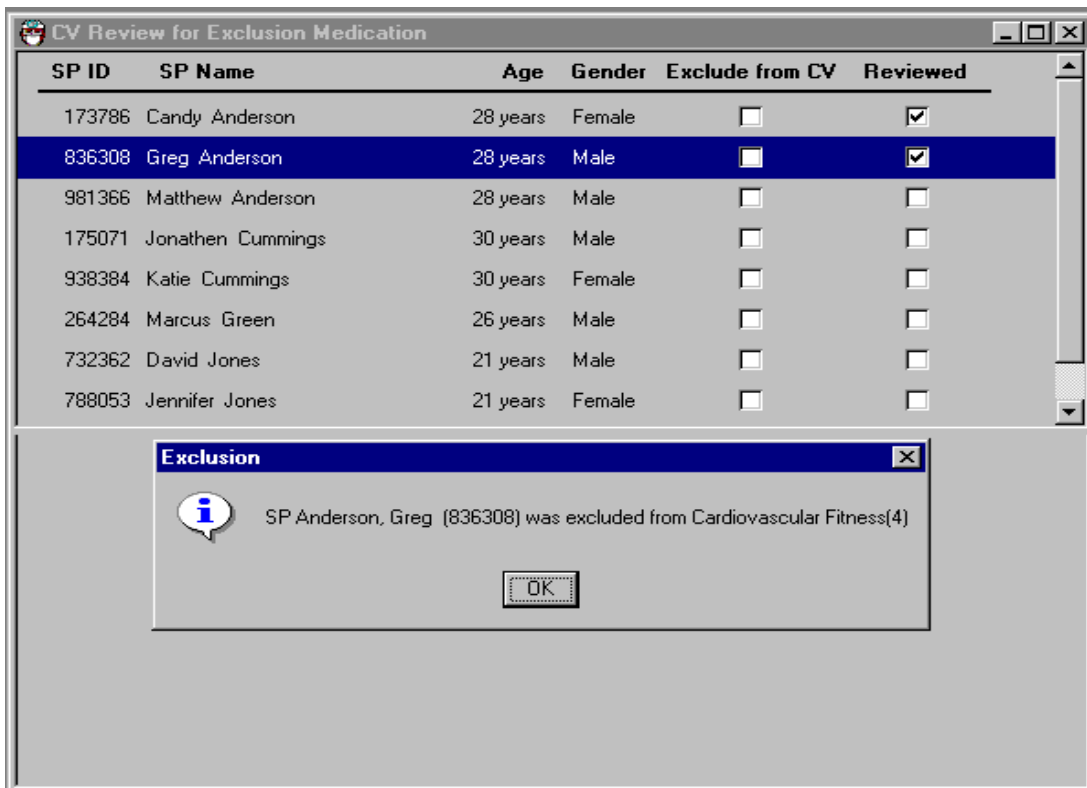 CV Review for Exclusion Medication
SP ID SP Name Age Gender Exclude from CV Reviewed
173786 Candy Anderson 28 years Female
836308 Greg Anderson 28 years Male
981366 Matthew Anderson 28 years Male
175071 Jonathen Cummings 30 years Male
938384 Katie Cummings 30 years Female
264284 Marcus Green 26 years Male
732362 David Jones 21 years Male
788053 Jennifer Jones 21 years Female
Exclusion
SP Anderson, Greg (836308) was excluded from Cardiovascular Fitness(4)
OK